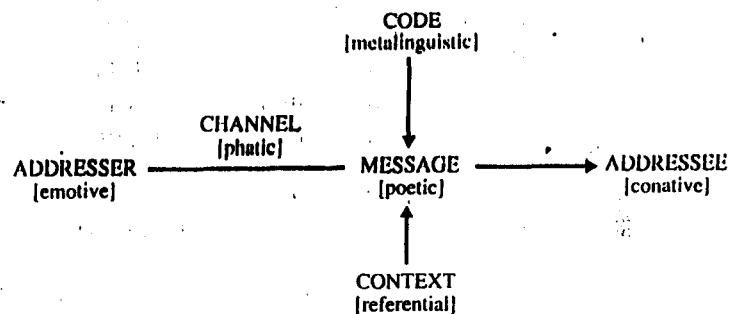 CODE
[metalinguistic]
CHANNEL
[phatic]
ADDRESSER
[emotive]
MESSAGE
[poetic]
ADDRESSEE
[conative]
CONTEXT
[referential]